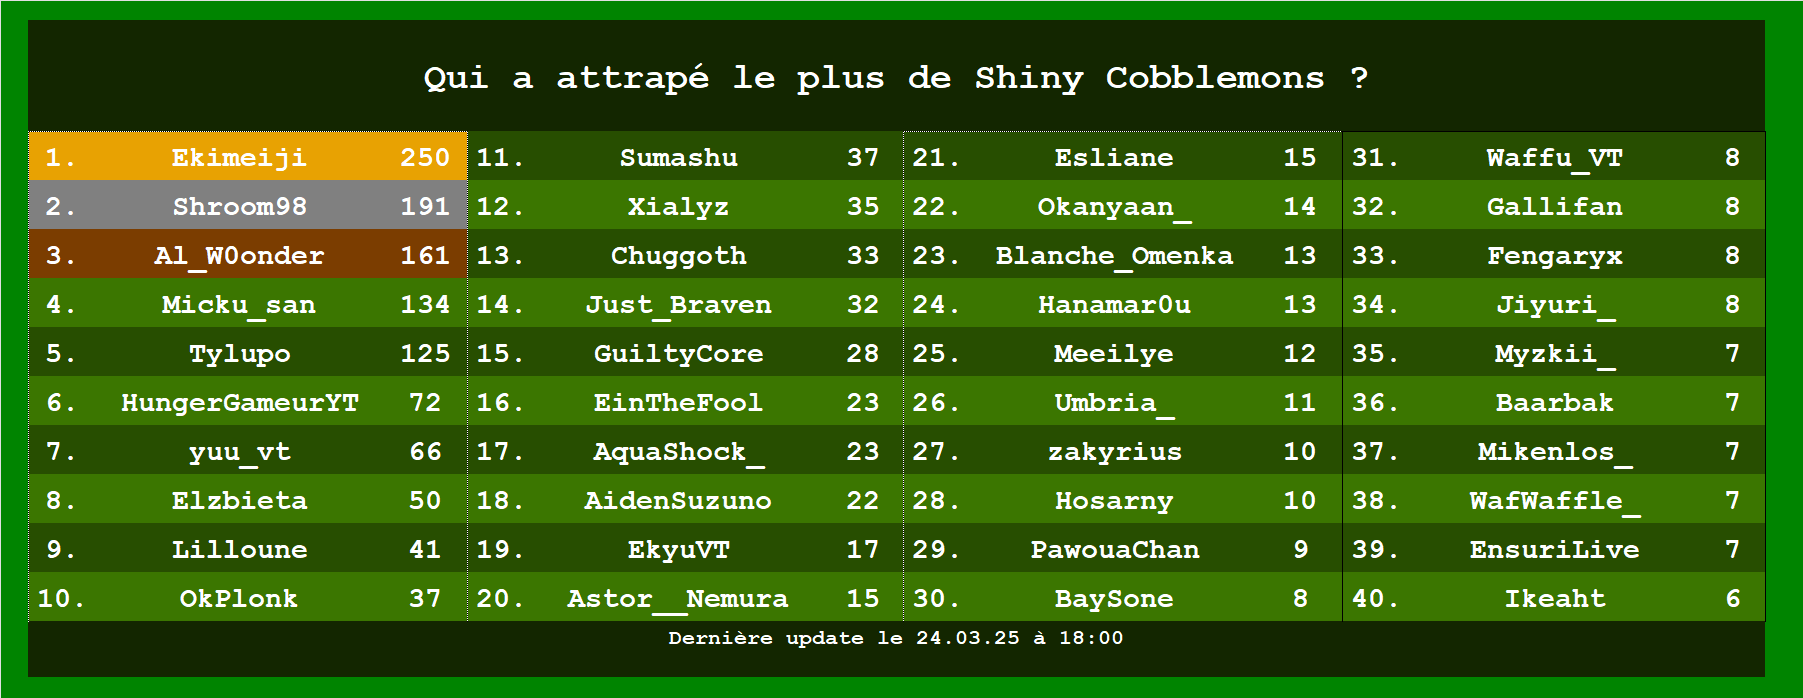 Qui a attrapé le plus de Shiny Cobblemons ?
1. Ekimeiji 250
2. Shroom98 191
3. Al_W0onder 161
4. Micku_san 134
5. Tylupo 125
6. HungerGameurYT 72
7. yuu_vt 66
8. Elzbieta 50
9. Lilloune 41
10. OkPlonk 37
11. Sumashu 37
12. Xialyz 35
13. Chuggoth 33
14. Just_Braven 32
15. GuiltyCore 28
16. EinTheFool 23
17. AquaShock_ 23
18. AidenSuzuno 22
19. EkyuVT 17
20. Astor__Nemura 15
21. Esliane 15
22. Okanyaan_ 14
23. Blanche_Omenka 13
24. Hanamar0u 13
25. Meeilye 12
26. Umbria_ 11
27. zakyrius 10
28. Hosarny 10
29. PawouaChan 9
30. BaySone 8
31. Waffu_VT 8
32. Gallifan 8
33. Fengaryx 8
34. Jiyuri_ 8
35. Myzkii_ 7
36. Baarbak 7
37. Mikenlos_ 7
38. WafWaffle_ 7
39. EnsuriLive 7
40. Ikeaht 6
Dernière update le 24.03.25 à 18:00